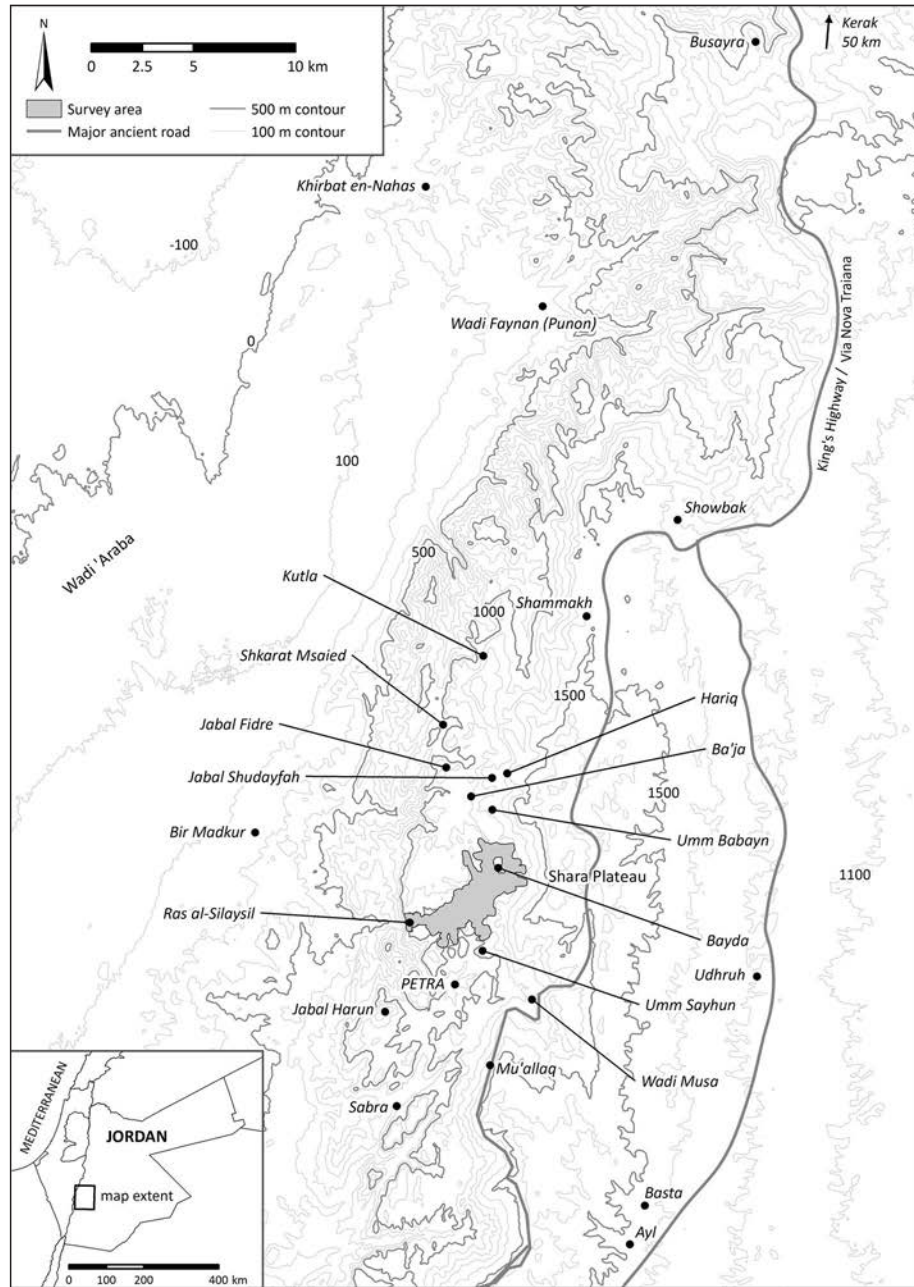 N
0 2.5 5 10 km
Survey area
500 m contour
Major ancient road
100 m contour
Kerak
50 km
Busayra
Khirbat en-Nahas
-100
King's Highway / Via Nova Traiana
Wadi Faynan (Punon)
0
100
Showbak
Wadi 'Araba
500
Kutla
Shammakh
1000
Shkarat Msaied
1500
Hariq
Jabal Fidre
Ba'ja
Jabal Shudayfah
1500
Bir Madkur
Umm Babayn
Shara Plateau
1100
Ras al-Silaysil
Bayda
Udhruh
PETRA
Umm Sayhun
Jabal Harun
Mu'allaq
Wadi Musa
Sabra
Basta
Ayl
MEDITERRANEAN
JORDAN
map extent
0 100 200 400 km